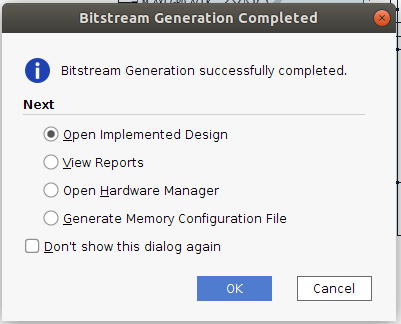 Bitstream Generation Completed
Bitstream Generation successfully completed.
Next
Open Implemented Design
View Reports
Open Hardware Manager
Generate Memory Configuration File
Don't show this dialog again
OK
Cancel